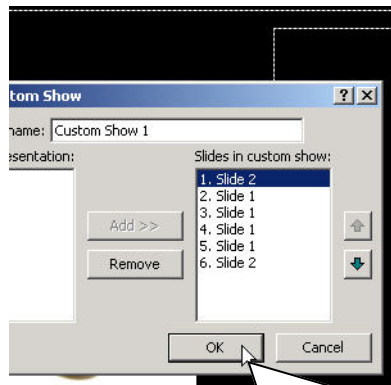 tom Show
name: Custom Show 1
esentation:
Slides in custom show:
1. Slide 2
2. Slide 1
3. Slide 1
4. Slide 1
5. Slide 1
6. Slide 2
Add >>
Remove
OK
Cancel